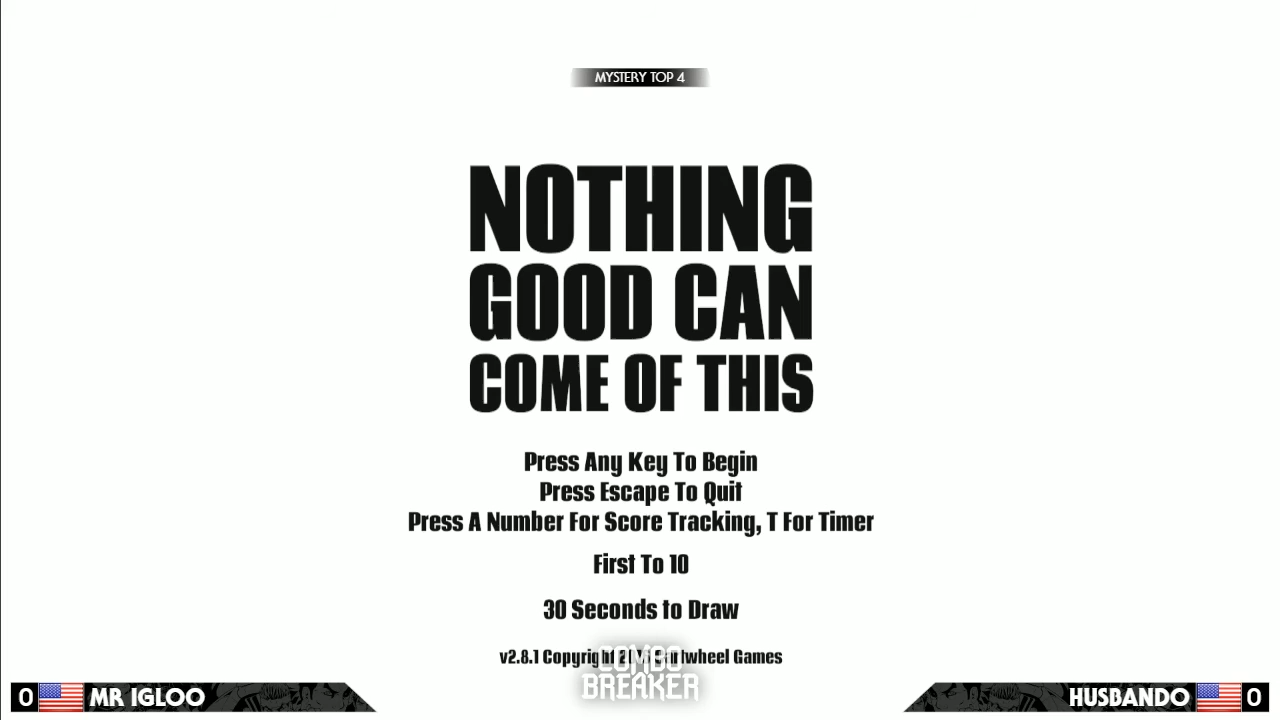 MYSTERY TOP 4
NOTHING
GOOD CAN
COME OF THIS
Press Any Key To Begin
Press Escape To Quit
Press A Number For Score Tracking, T For Timer
First To 10
30 Seconds to Draw
v2.8.1 Copyright Games
COMBO
BREAKER
0 MR IGLOO
HUSBANDO 0